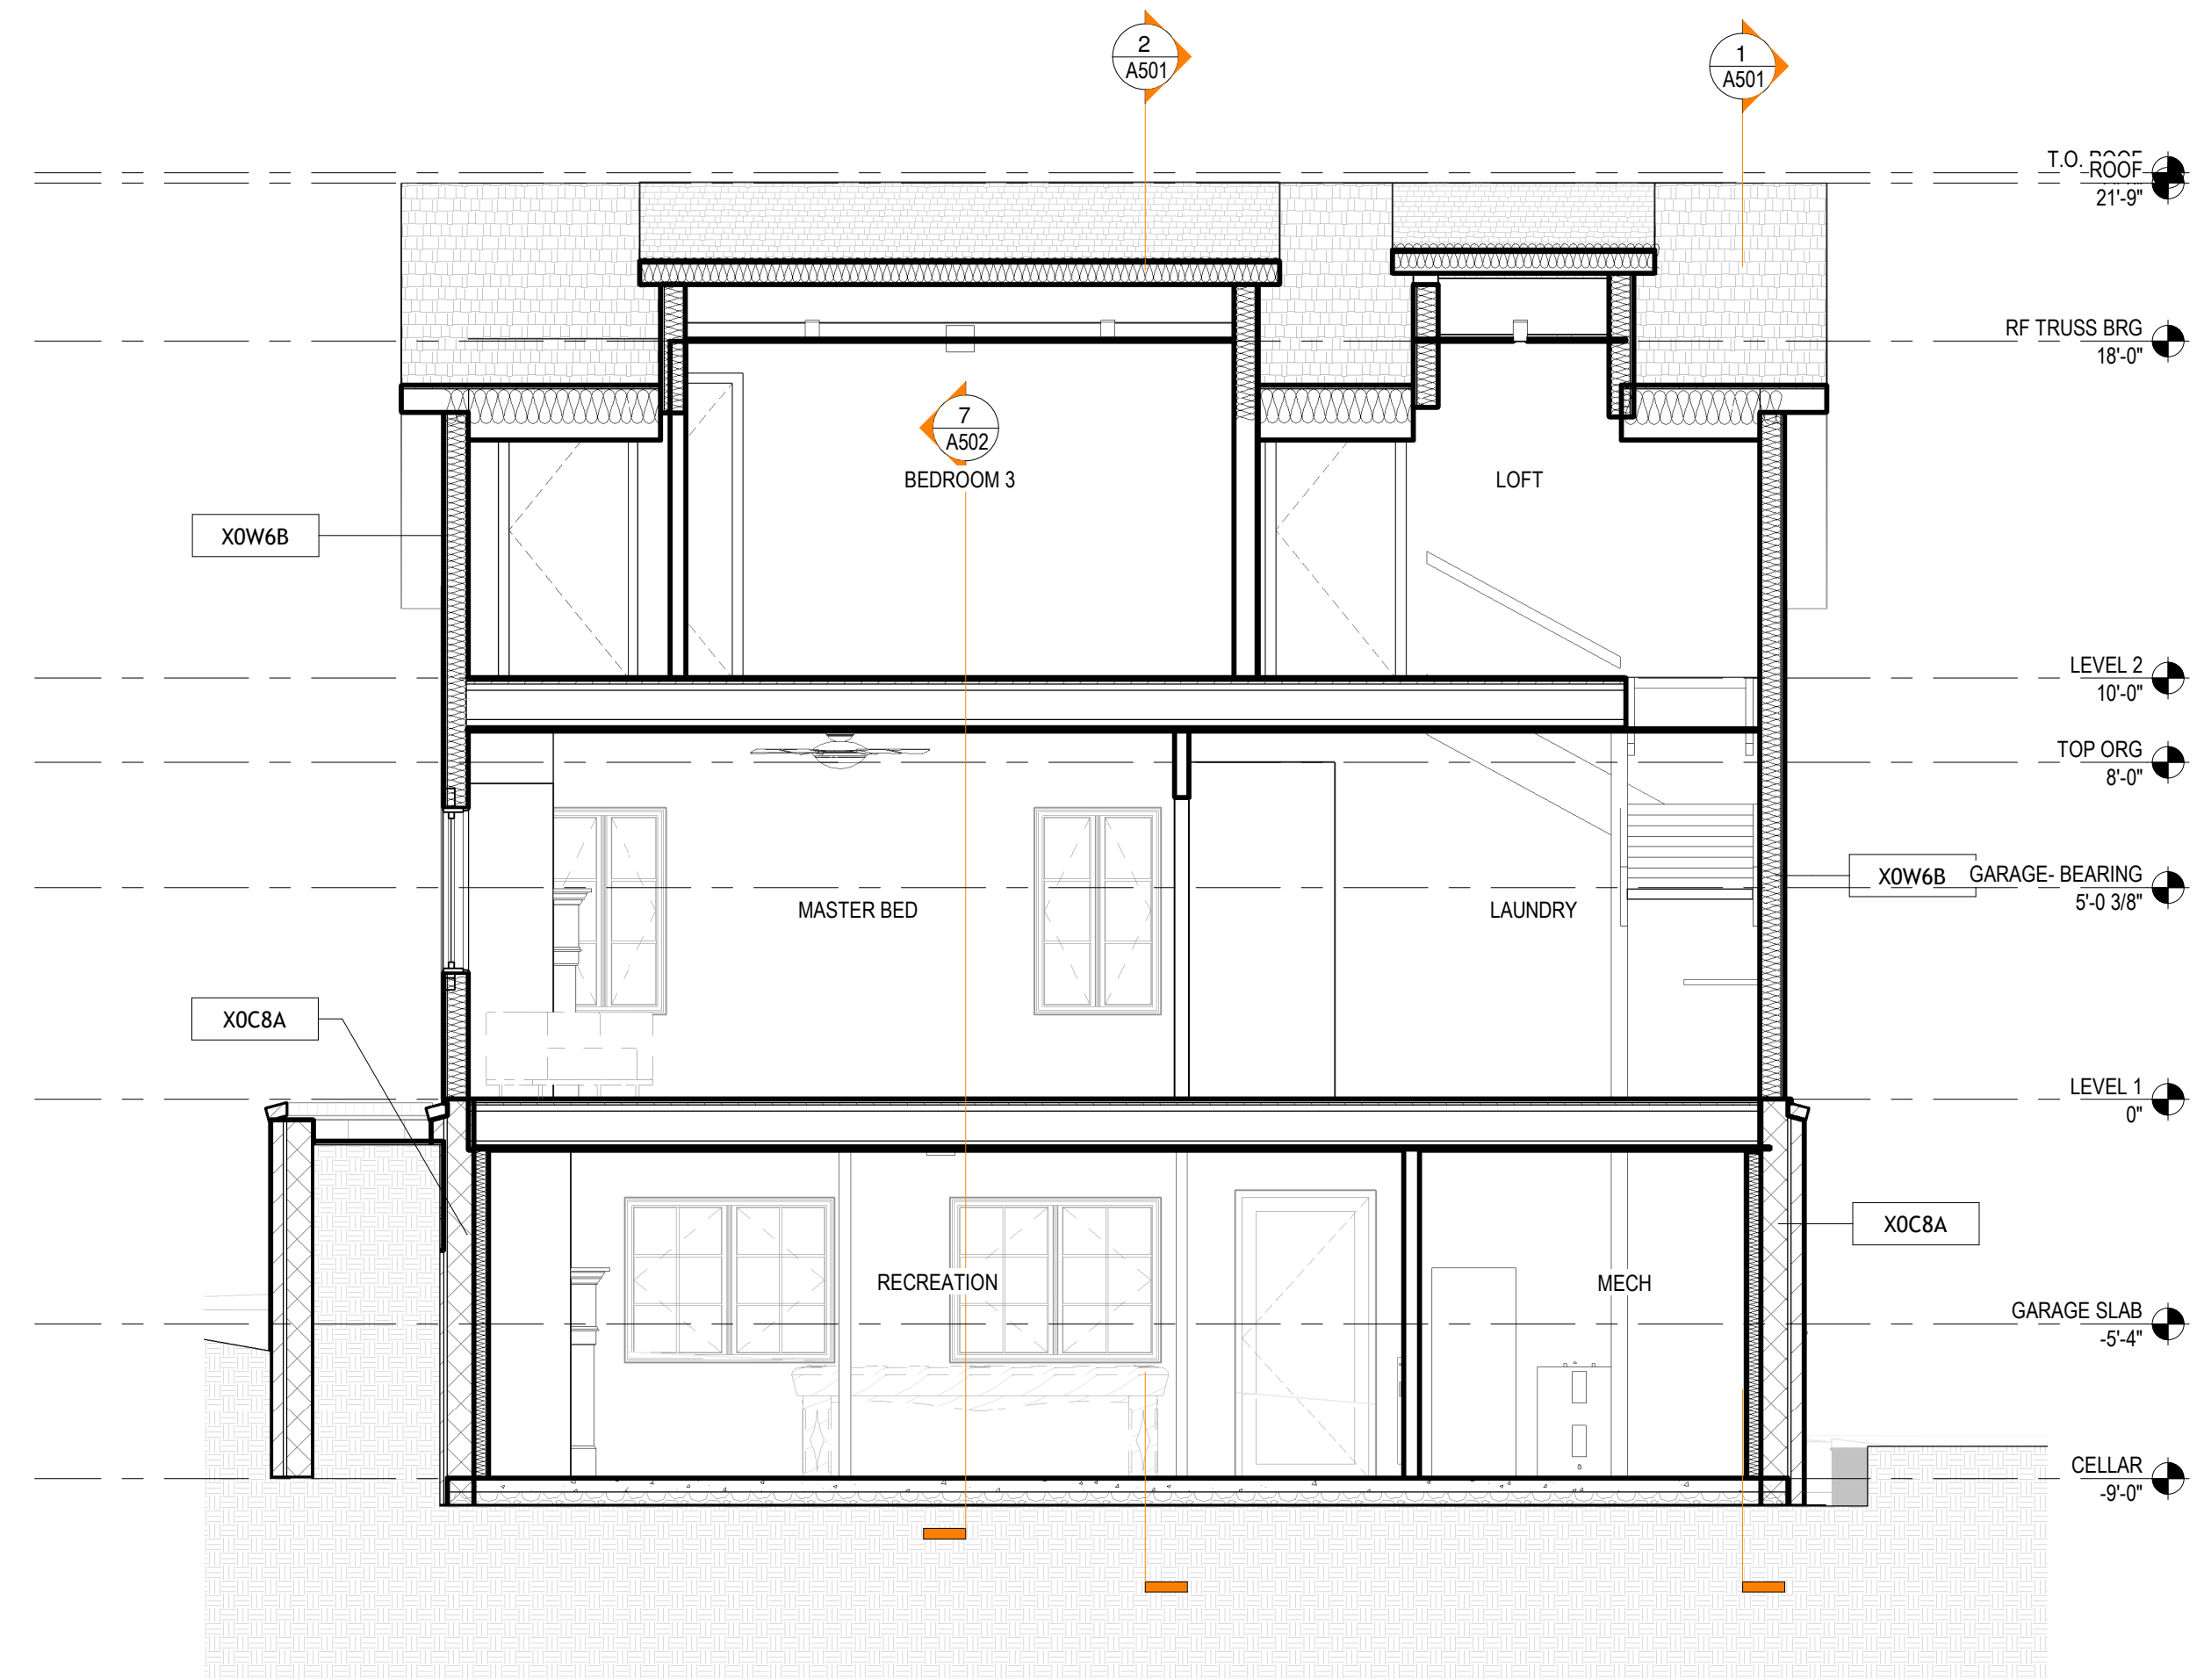 2
A501
1
A501
T.O. ROOF
ROOF
21'-9"
RF TRUSS BRG
18'-0"
7
A502
BEDROOM 3
LOFT
X0W6B
LEVEL 2
10'-0"
TOP ORG
8'-0"
X0W6B
GARAGE- BEARING
5'-0 3/8"
MASTER BED
LAUNDRY
X0C8A
LEVEL 1
0"
X0C8A
RECREATION
MECH
GARAGE SLAB
-5'-4"
CELLAR
-9'-0"